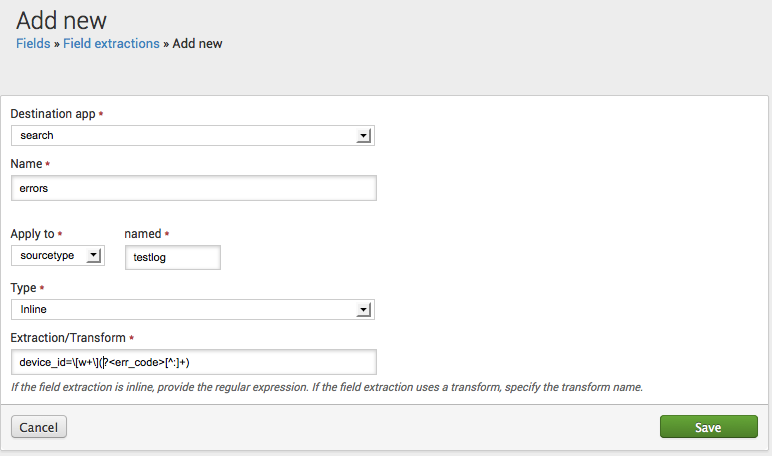 Add new
Fields » Field extractions » Add new
Destination app *
search
Name *
errors
Apply to * named *
sourcetype testlog
Type *
Inline
Extraction/Transform *
device_id=\[w+\](?<err_code>[^:]+)
If the field extraction is inline, provide the regular expression. If the field extraction uses a transform, specify the transform name.
Cancel Save